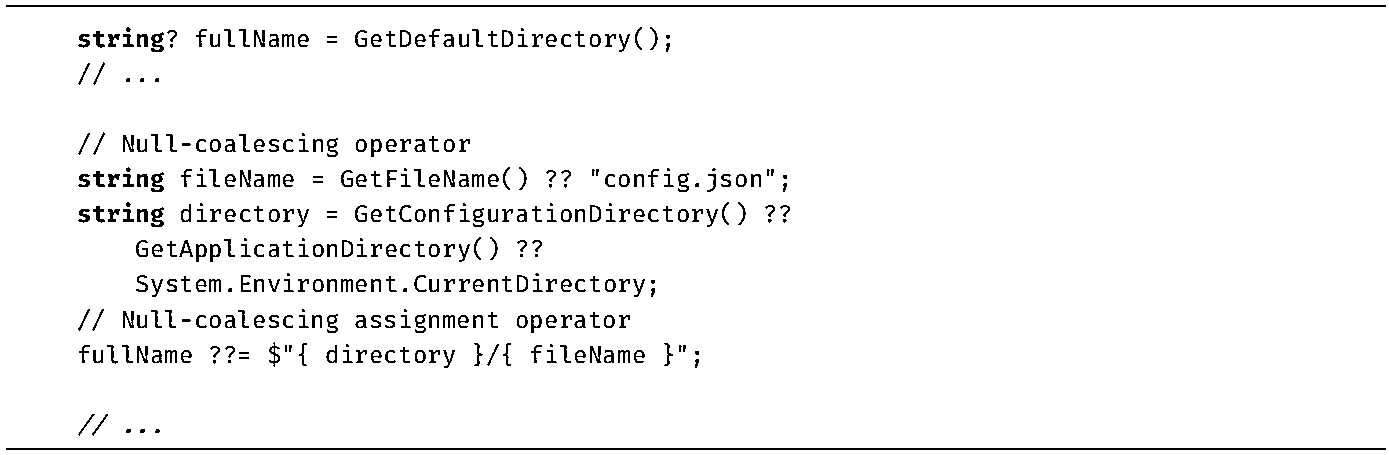 string? fullName = GetDefaultDirectory();
// ...
// Null-coalescing operator
string fileName = GetFileName() ?? "config.json";
string directory = GetConfigurationDirectory() ??
    GetApplicationDirectory() ??
    System.Environment.CurrentDirectory;
// Null-coalescing assignment operator
fullName ??= $"{ directory }/{ fileName }";
// ...